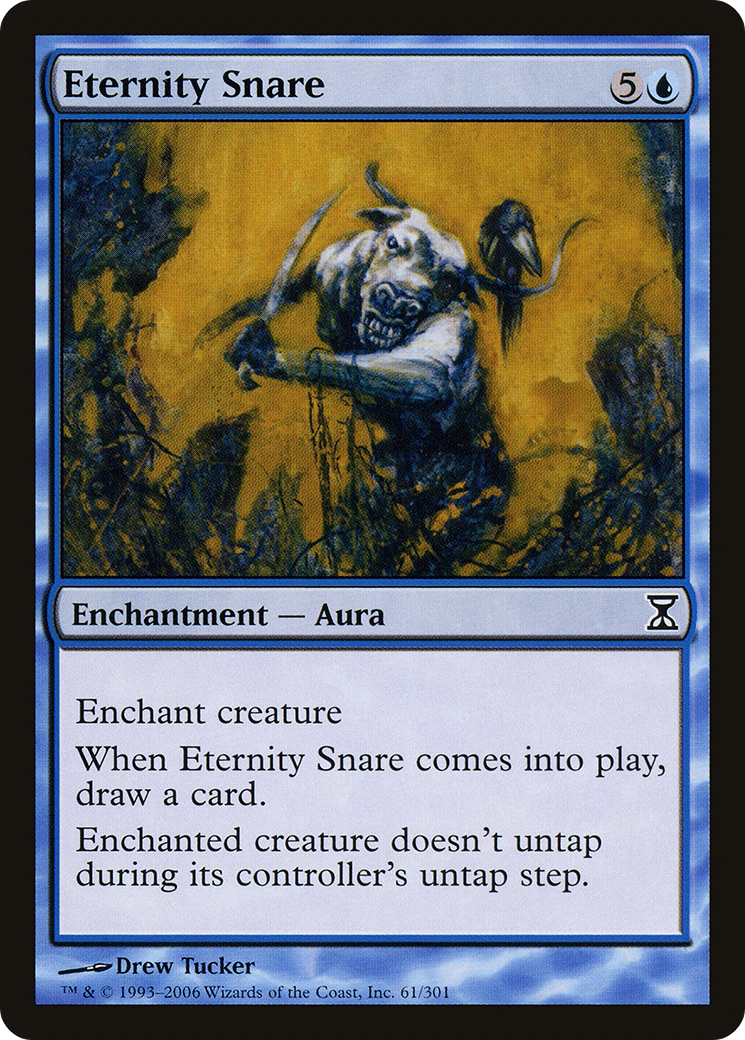 Eternity Snare 5
Enchantment — Aura
Enchant creature
When Eternity Snare comes into play,
draw a card.
Enchanted creature doesn't untap
during its controller's untap step.
Drew Tucker
™ & © 1993–2006 Wizards of the Coast, Inc. 61/301